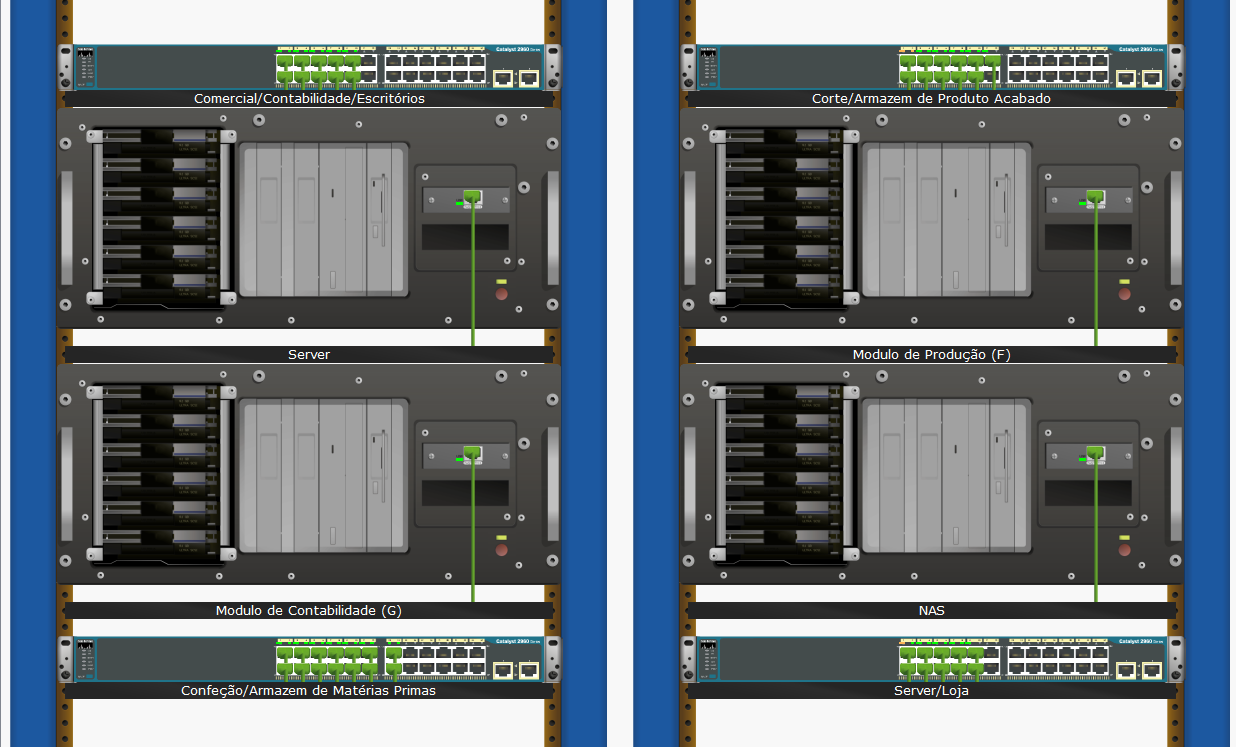 Catalyst 2960 Series
Comercial/Contabilidade/Escritórios
Server
Modulo de Contabilidade (G)
Catalyst 2960 Series
Confeção/Armazem de Matérias Primas
Catalyst 2960 Series
Corte/Armazem de Produto Acabado
Modulo de Produção (F)
NAS
Catalyst 2960 Series
Server/Loja